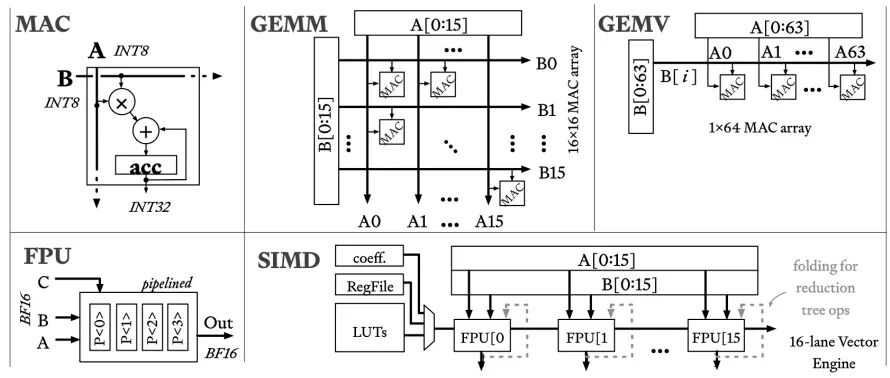 MAC
A INT8
B
INT8
×
+
acc
INT32
GEMM
A[0:15]
B[0:15]
...
MAC
MAC
B0
MAC
B1
...
...
...
...
B15
MAC
A0 A1 ... A15
...
16×16 MAC array
GEMV
A[0:63]
B[0:63]
A0 A1 ... A63
B[i]
MAC
MAC
...
MAC
1×64 MAC array
FPU
pipelined
C
B
A
BF16
P<0>
P<1>
P<2>
P<3>
Out
BF16
SIMD
coeff.
RegFile
LUTs
A[0:15]
B[0:15]
FPU[0
FPU[1
FPU[15
...
folding for
reduction
tree ops
16-lane Vector
Engine